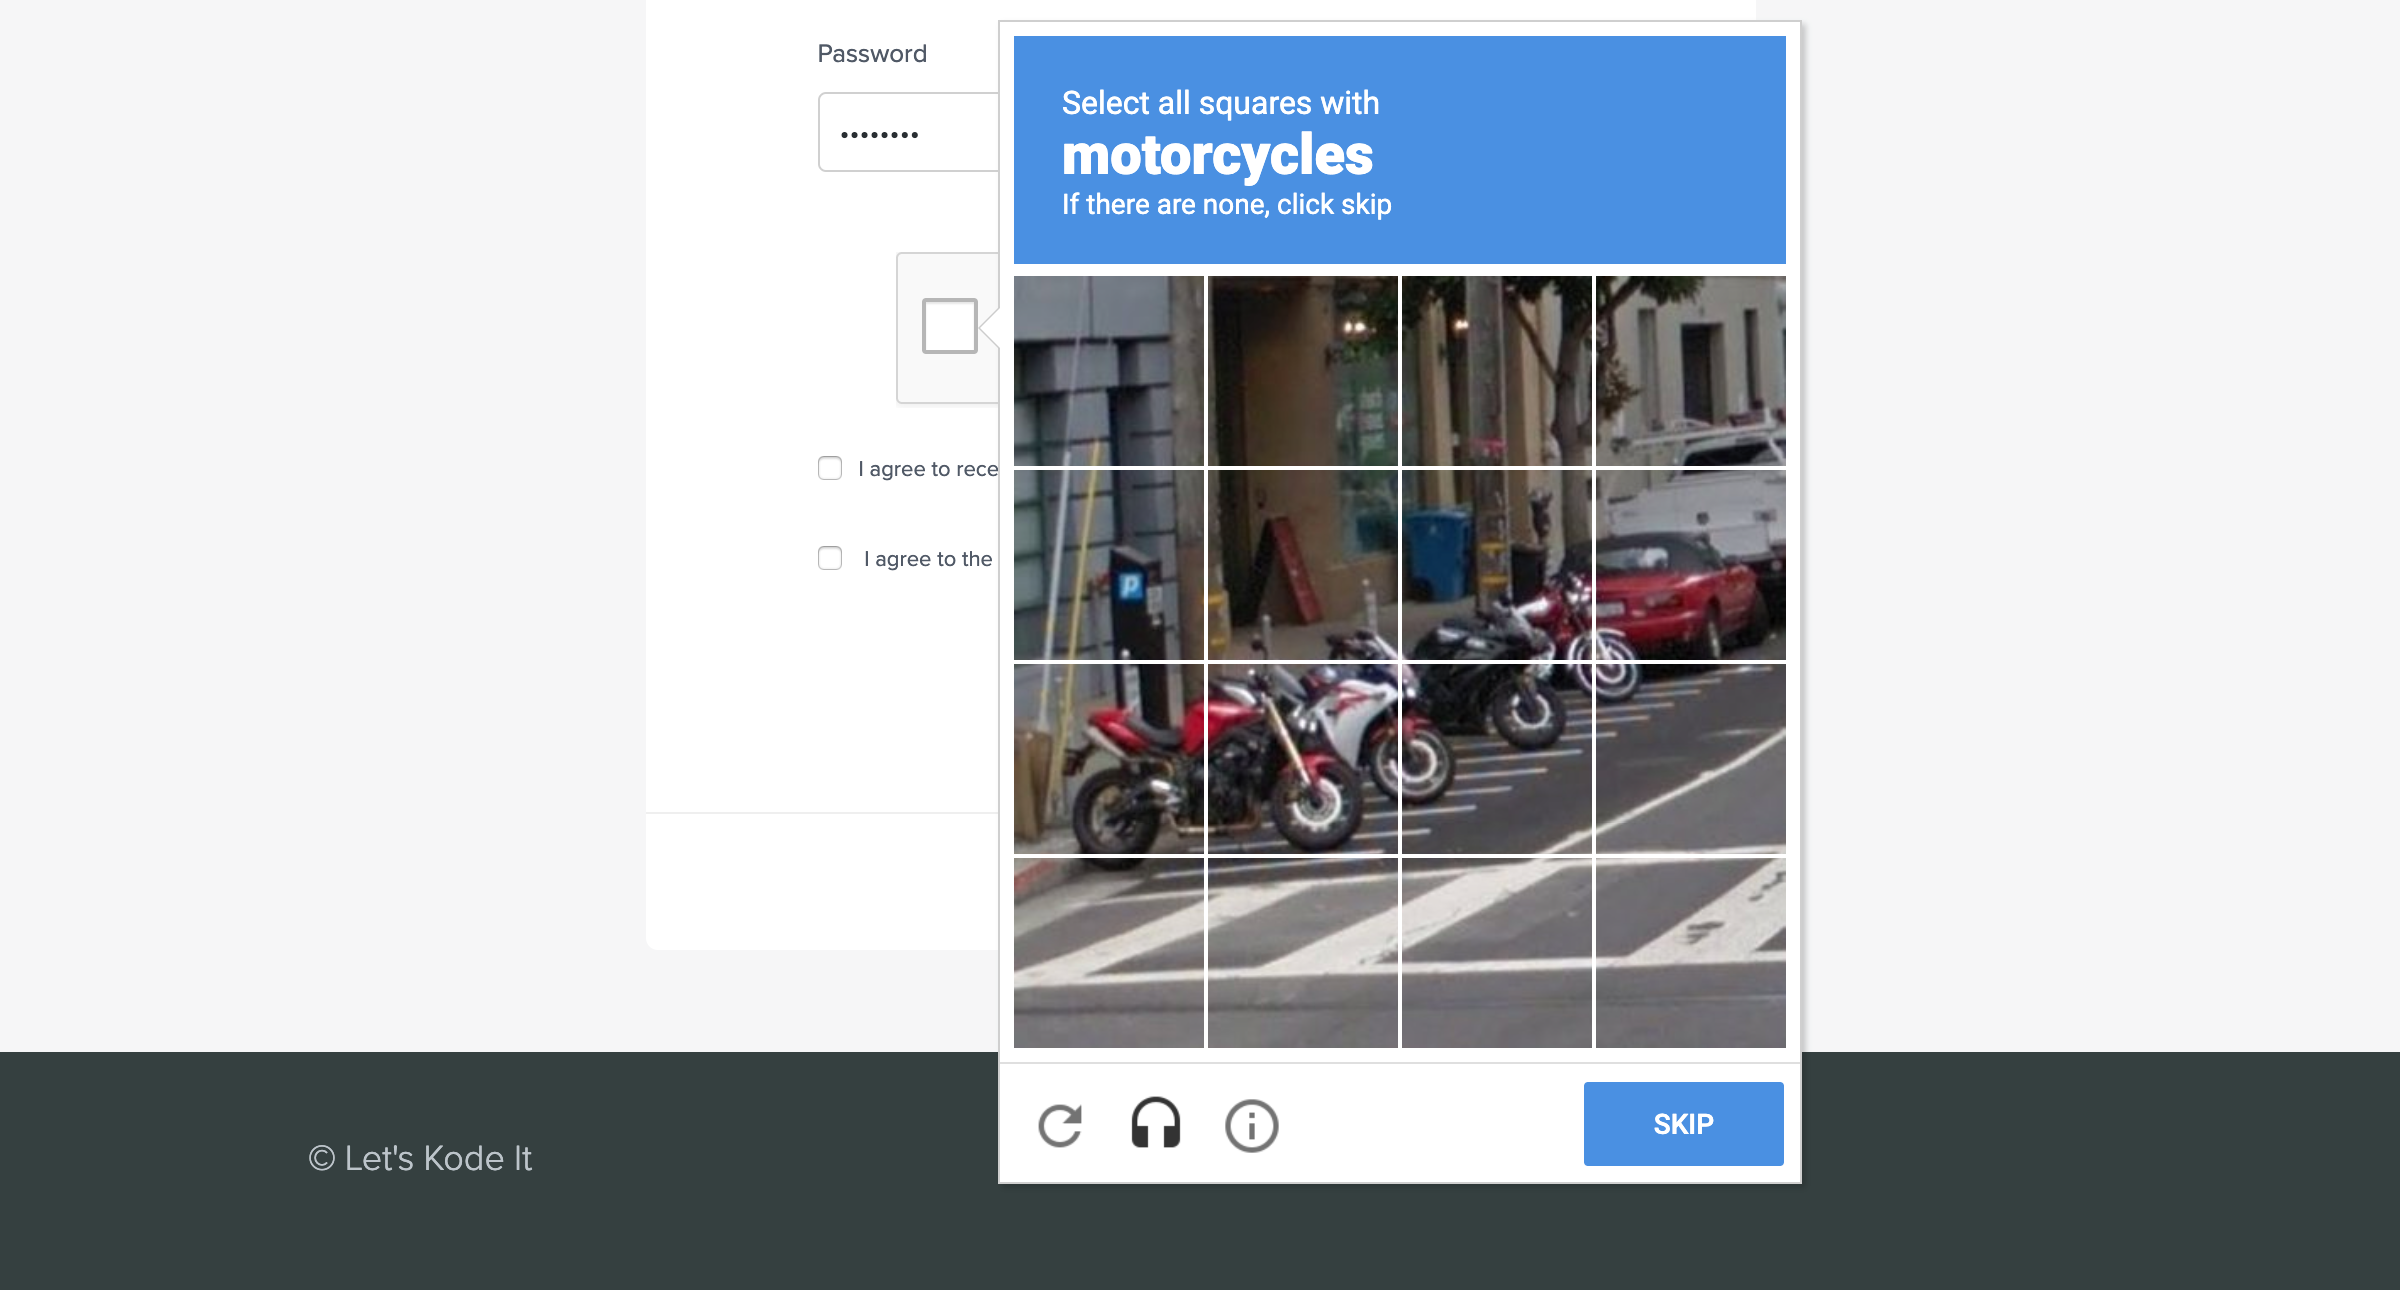 Password
••••••••
Select all squares with
motorcycles
If there are none, click skip
I agree to rece
I agree to the
P
SKIP
© Let's Kode It